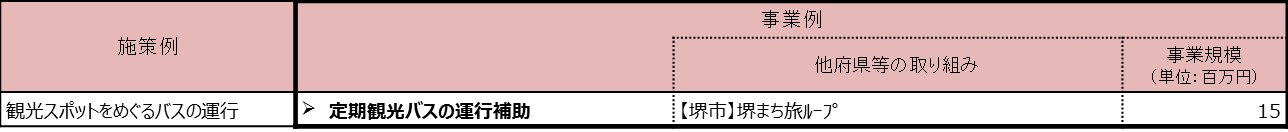 施策例
事業例
他府県等の取り組み
事業規模
（単位：百万円）
観光スポットをめぐるバスの運行
➢ 定期観光バスの運行補助
【堺市】堺まち旅ﾙｰﾌﾟ
15